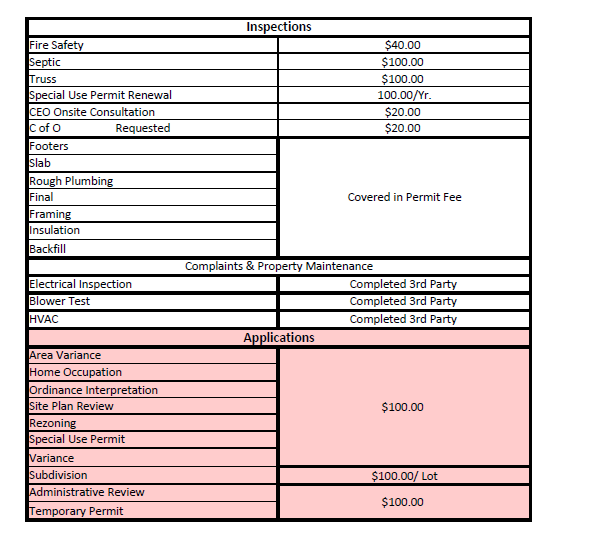 Inspections
Fire Safety $40.00
Septic $100.00
Truss $100.00
Special Use Permit Renewal 100.00/Yr.
CEO Onsite Consultation $20.00
C of O Requested $20.00
Footers
Slab
Rough Plumbing
Final Covered in Permit Fee
Framing
Insulation
Backfill
Complaints & Property Maintenance
Electrical Inspection Completed 3rd Party
Blower Test Completed 3rd Party
HVAC Completed 3rd Party
Applications
Area Variance
Home Occupation
Ordinance Interpretation
Site Plan Review $100.00
Rezoning
Special Use Permit
Variance
Subdivision $100.00/ Lot
Administrative Review
$100.00
Temporary Permit